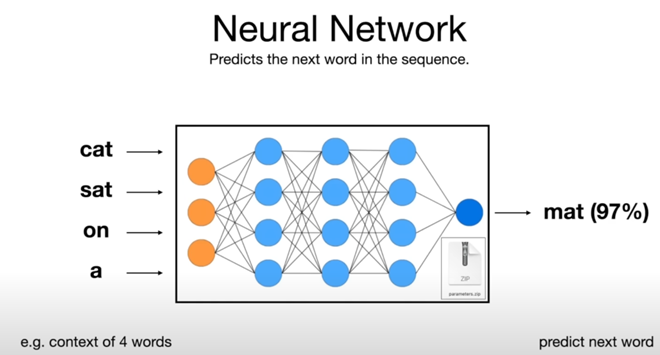 Neural Network
Predicts the next word in the sequence.
cat
sat
on
a
mat (97%)
ZIP
parameters.zip
e.g. context of 4 words
predict next word